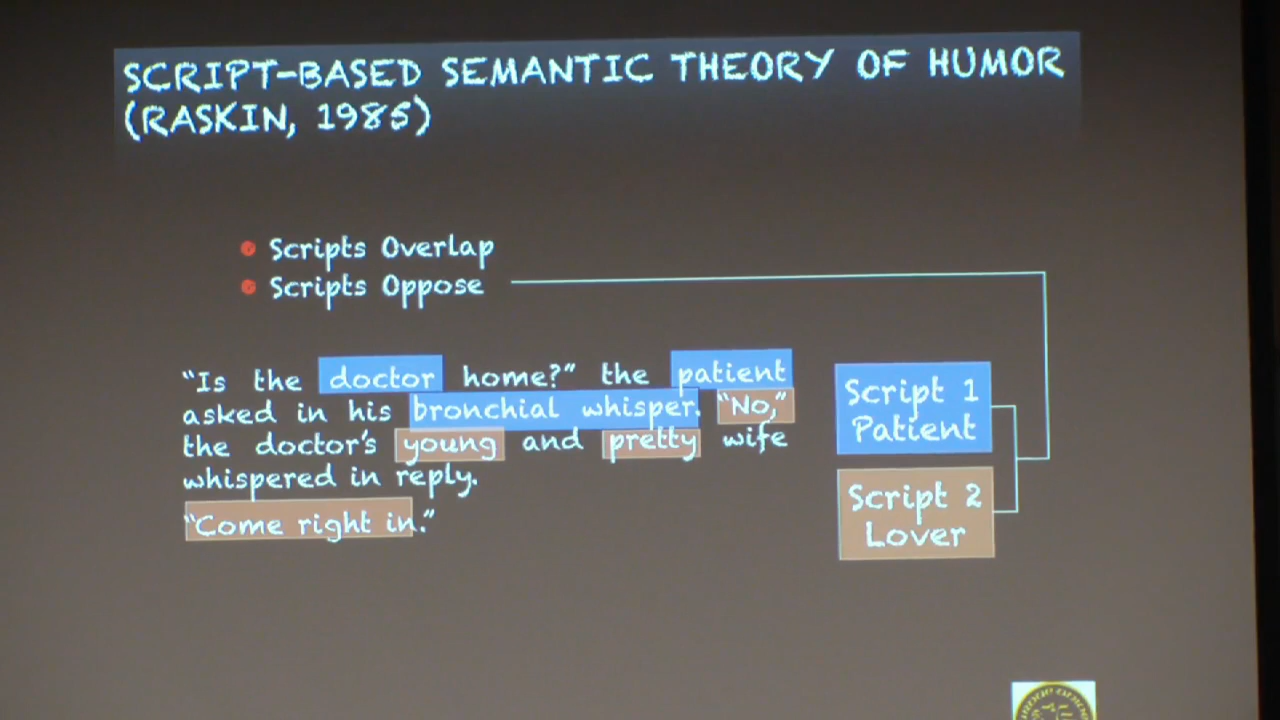 SCRIPT-BASED SEMANTIC THEORY OF HUMOR
(RASKIN, 1985)
Scripts Overlap
Scripts Oppose
“Is the doctor home?” the patient
asked in his bronchial whisper. “No,”
the doctor’s young and pretty wife
whispered in reply.
“Come right in.”
Script 1
Patient
Script 2
Lover